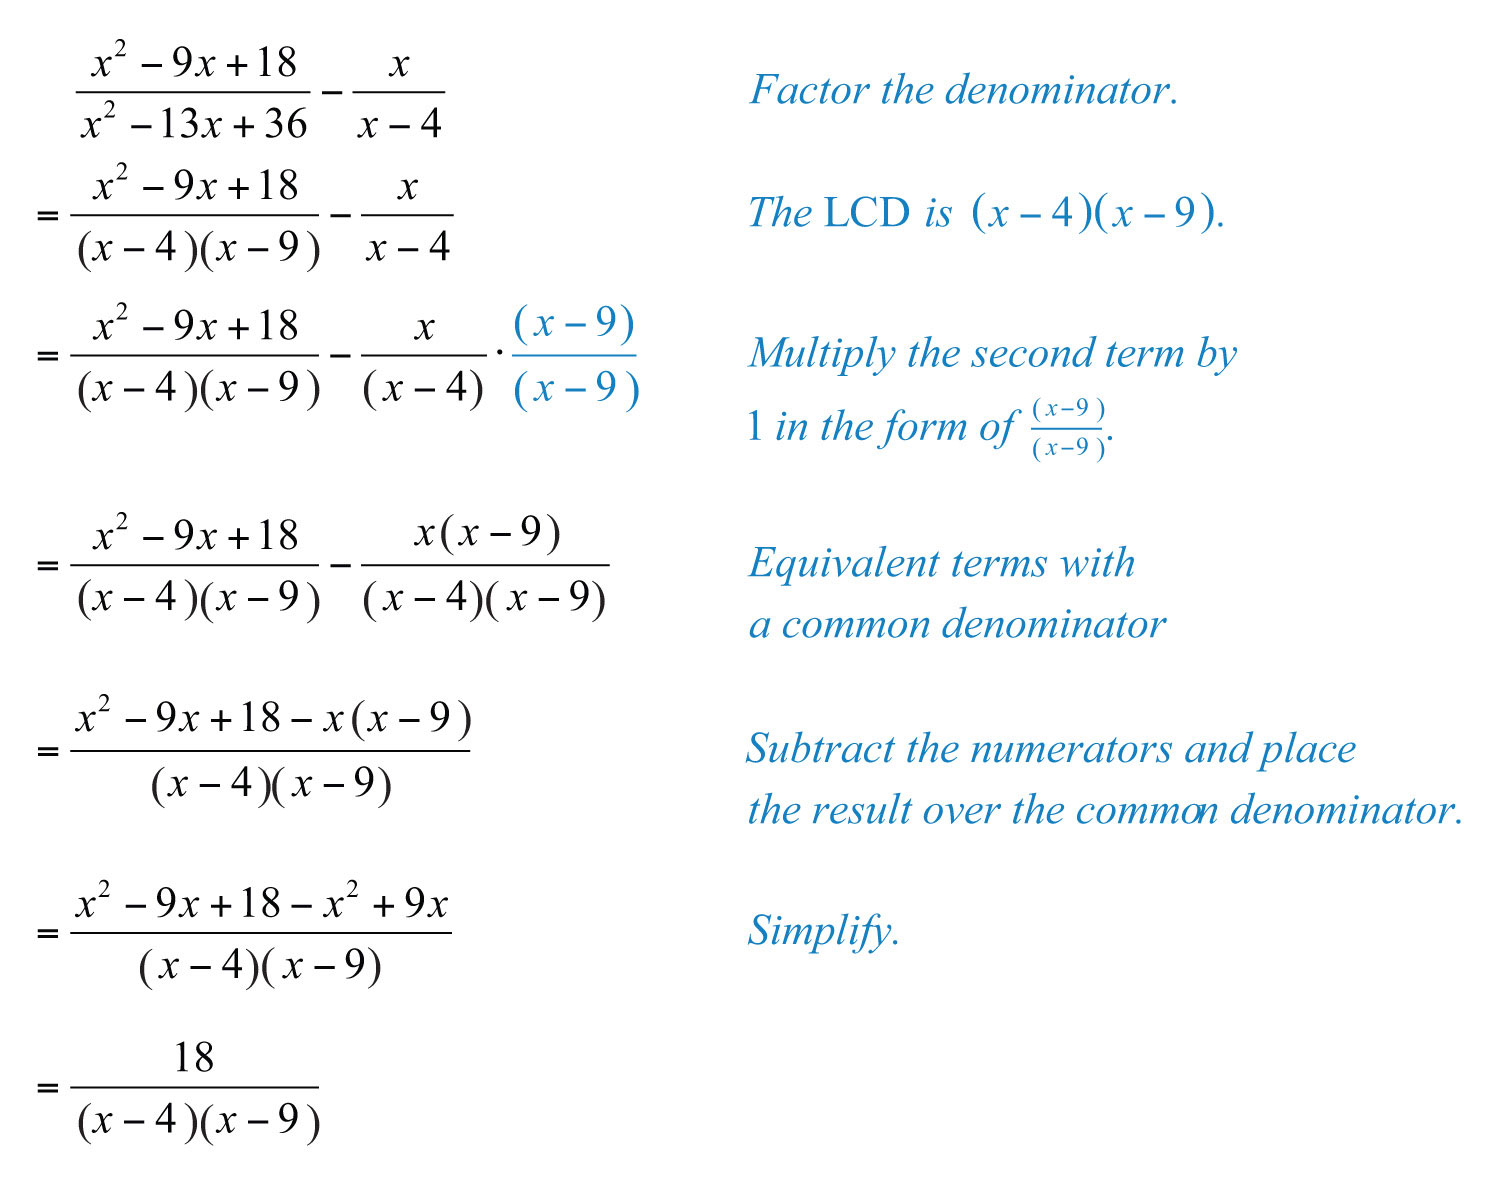 \frac{x^2 - 9x + 18}{x^2 - 13x + 36} - \frac{x}{x - 4} Factor the denominator.
= \frac{x^2 - 9x + 18}{(x - 4)(x - 9)} - \frac{x}{x - 4} The LCD is (x - 4)(x - 9).
= \frac{x^2 - 9x + 18}{(x - 4)(x - 9)} - \frac{x}{(x - 4)} · \frac{(x - 9)}{(x - 9)} Multiply the second term by
1 in the form of \frac{(x-9)}{(x-9)}.
= \frac{x^2 - 9x + 18}{(x - 4)(x - 9)} - \frac{x(x - 9)}{(x - 4)(x - 9)} Equivalent terms with
a common denominator
= \frac{x^2 - 9x + 18 - x(x - 9)}{(x - 4)(x - 9)} Subtract the numerators and place
the result over the common denominator.
= \frac{x^2 - 9x + 18 - x^2 + 9x}{(x - 4)(x - 9)} Simplify.
= \frac{18}{(x - 4)(x - 9)}